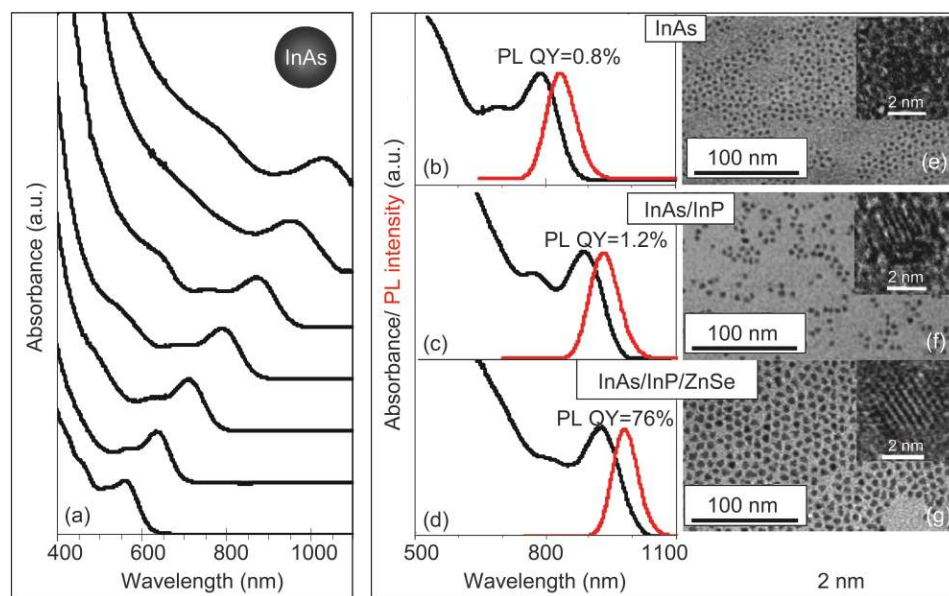 InAs
Absorbance (a.u.)
(a)
400 600 800 1000
Wavelength (nm)
Absorbance/ PL intensity (a.u.)
InAs
PL QY=0.8%
(b)
2 nm
100 nm
(e)
InAs/InP
PL QY=1.2%
(c)
2 nm
100 nm
(f)
InAs/InP/ZnSe
PL QY=76%
(d)
2 nm
100 nm
(g)
500 800 1100
Wavelength (nm)
2 nm